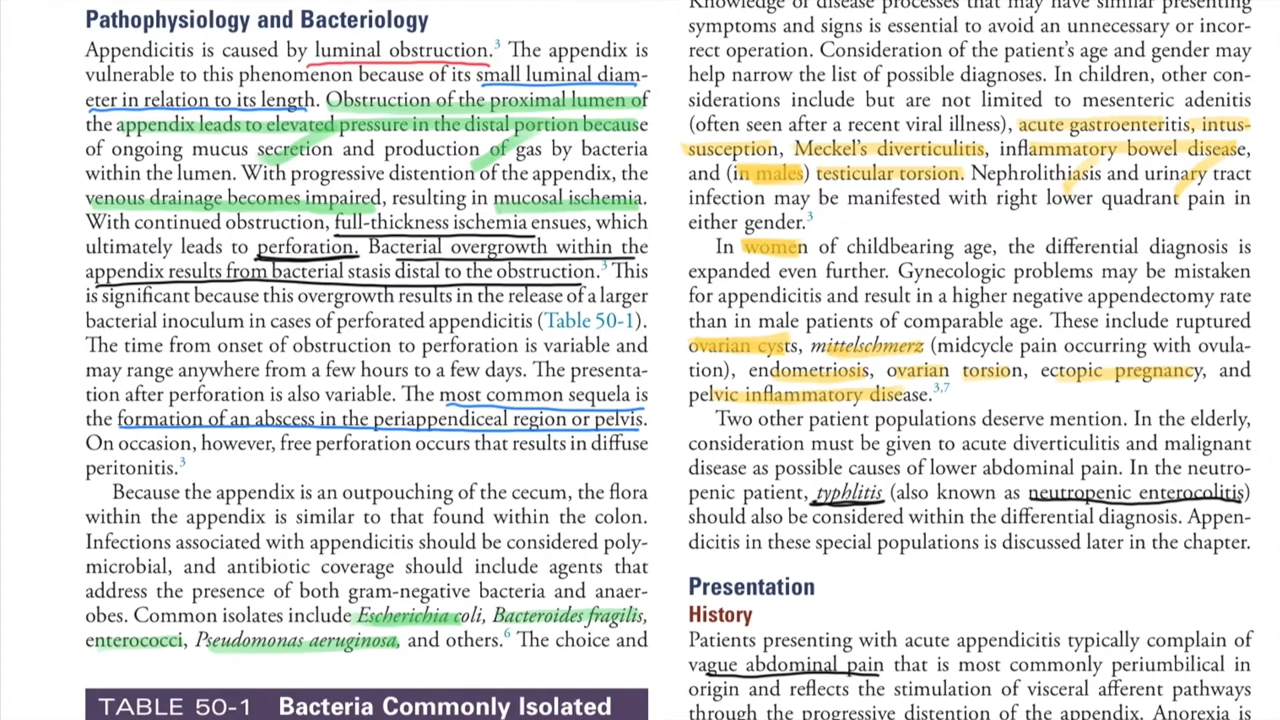 Pathophysiology and Bacteriology
Appendicitis is caused by luminal obstruction.3 The appendix is
vulnerable to this phenomenon because of its small luminal diam-
eter in relation to its length. Obstruction of the proximal lumen of
the appendix leads to elevated pressure in the distal portion because
of ongoing mucus secretion and production of gas by bacteria
within the lumen. With progressive distention of the appendix, the
venous drainage becomes impaired, resulting in mucosal ischemia.
With continued obstruction, full-thickness ischemia ensues, which
ultimately leads to perforation. Bacterial overgrowth within the
appendix results from bacterial stasis distal to the obstruction.3 This
is significant because this overgrowth results in the release of a larger
bacterial inoculum in cases of perforated appendicitis (Table 50-1).
The time from onset of obstruction to perforation is variable and
may range anywhere from a few hours to a few days. The presenta-
tion after perforation is also variable. The most common sequela is
the formation of an abscess in the periappendiceal region or pelvis.
On occasion, however, free perforation occurs that results in diffuse
peritonitis.3
Because the appendix is an outpouching of the cecum, the flora
within the appendix is similar to that found within the colon.
Infections associated with appendicitis should be considered poly-
microbial, and antibiotic coverage should include agents that
address the presence of both gram-negative bacteria and anaer-
obes. Common isolates include Escherichia coli, Bacteroides fragilis,
enterococci, Pseudomonas aeruginosa, and others.6 The choice and
TABLE 50-1 Bacteria Commonly Isolated
Knowledge of disease processes that may have similar presenting
symptoms and signs is essential to avoid an unnecessary or incor-
rect operation. Consideration of the patient's age and gender may
help narrow the list of possible diagnoses. In children, other con-
siderations include but are not limited to mesenteric adenitis
(often seen after a recent viral illness), acute gastroenteritis, intus-
susception, Meckel's diverticulitis, inflammatory bowel disease,
and (in males) testicular torsion. Nephrolithiasis and urinary tract
infection may be manifested with right lower quadrant pain in
either gender.3
In women of childbearing age, the differential diagnosis is
expanded even further. Gynecologic problems may be mistaken
for appendicitis and result in a higher negative appendectomy rate
than in male patients of comparable age. These include ruptured
ovarian cysts, mittelschmerz (midcycle pain occurring with ovula-
tion), endometriosis, ovarian torsion, ectopic pregnancy, and
pelvic inflammatory disease.3,7
Two other patient populations deserve mention. In the elderly,
consideration must be given to acute diverticulitis and malignant
disease as possible causes of lower abdominal pain. In the neutro-
penic patient, typhlitis (also known as neutropenic enterocolitis)
should also be considered within the differential diagnosis. Appen-
dicitis in these special populations is discussed later in the chapter.
Presentation
History
Patients presenting with acute appendicitis typically complain of
vague abdominal pain that is most commonly periumbilical in
origin and reflects the stimulation of visceral afferent pathways
through the progressive distention of the appendix. Anorexia is